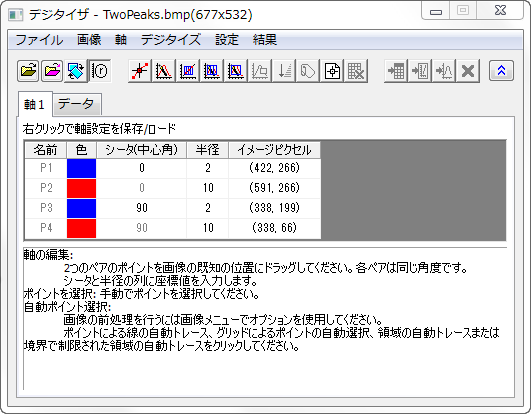 デジタイザ - TwoPeaks.bmp(677x532)
ファイル 画像 軸 デジタイズ 設定 結果
軸1 データ
右クリックで軸設定を保存/ロード
名前 色 シータ(中心角) 半径 イメージピクセル
P1 0 2 (422, 266)
P2 0 10 (591, 266)
P3 90 2 (338, 199)
P4 90 10 (338, 66)
軸の編集:
2つのペアのポイントを画像の既知の位置にドラッグしてください。各ペアは同じ角度です。
シータと半径の列に座標値を入力します。
ポイントを選択: 手動でポイントを選択してください。
自動ポイント選択:
画像の前処理を行うには画像メニューでオプションを使用してください。
ポイントによる線の自動トレース、グリッドによるポイントの自動選択、領域の自動トレースまたは
境界で制限された領域の自動トレースをクリックしてください。